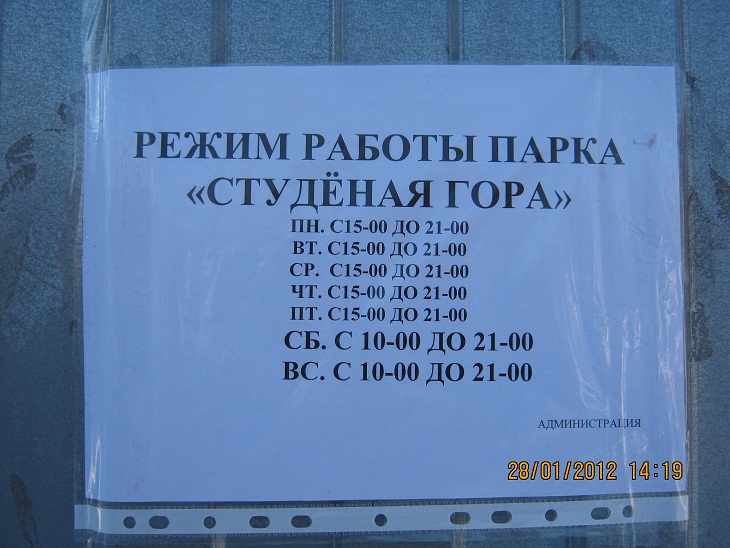 РЕЖИМ РАБОТЫ ПАРКА
«СТУДЁНАЯ ГОРА»
ПН. С15-00 ДО 21-00
ВТ. С15-00 ДО 21-00
СР. С15-00 ДО 21-00
ЧТ. С15-00 ДО 21-00
ПТ. С15-00 ДО 21-00
СБ. С 10-00 ДО 21-00
ВС. С 10-00 ДО 21-00
АДМИНИСТРАЦИЯ
28/01/2012 14:19